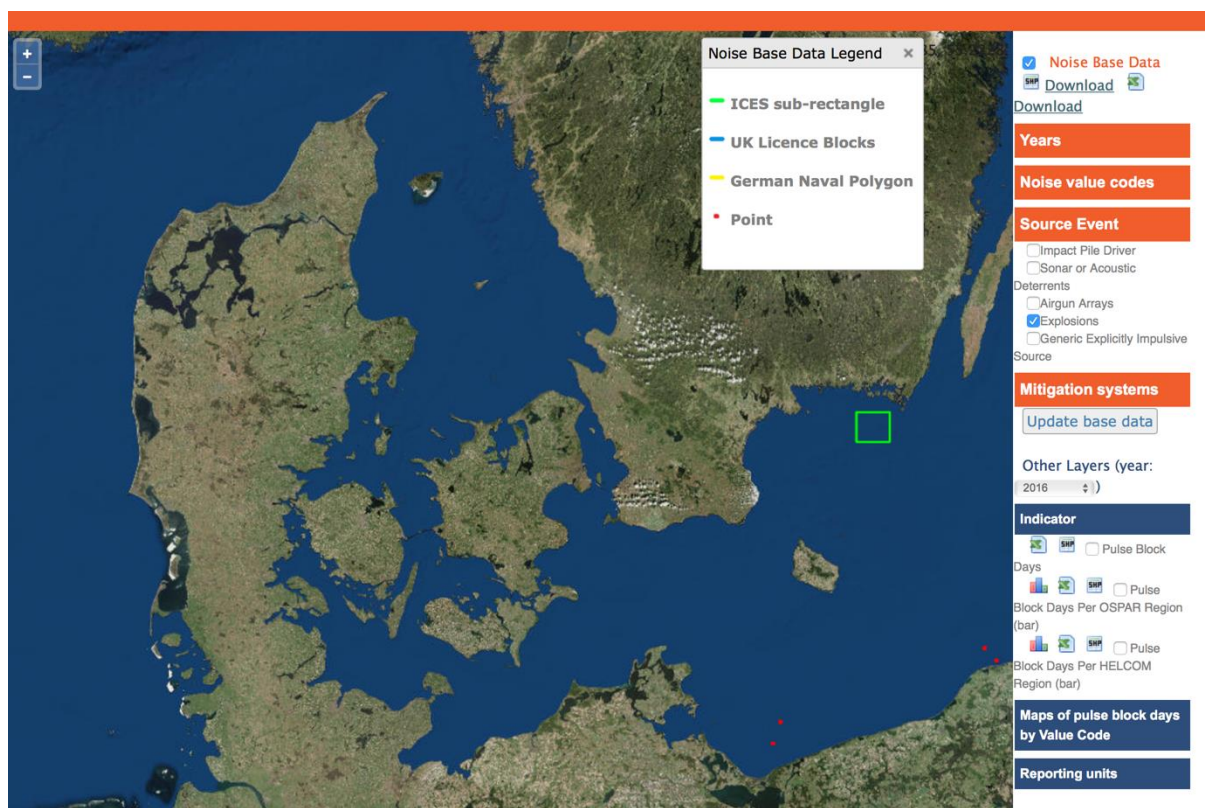 +
-
Noise Base Data Legend ×
ICES sub-rectangle
UK Licence Blocks
German Naval Polygon
Point
Noise Base Data
Download
Download
Years
Noise value codes
Source Event
Impact Pile Driver
Sonar or Acoustic
Deterrents
Airgun Arrays
Explosions
Generic Explicitly Impulsive
Source
Mitigation systems
Update base data
Other Layers (year:
2016 )
Indicator
SHP Pulse Block
Days
SHP Pulse
Block Days Per OSPAR Region
(bar)
SHP Pulse
Block Days Per HELCOM
Region (bar)
Maps of pulse block days
by Value Code
Reporting units